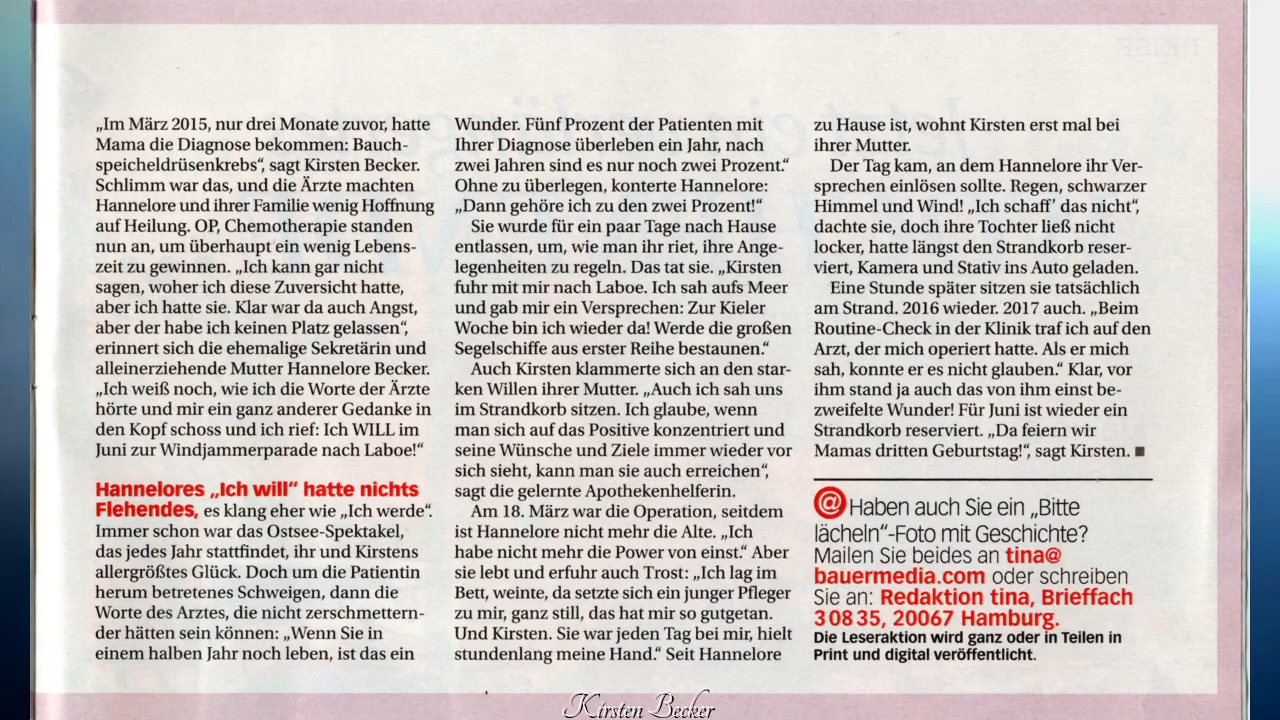 „Im März 2015, nur drei Monate zuvor, hatte
Mama die Diagnose bekommen: Bauch-
speicheldrüsenkrebs“, sagt Kirsten Becker.
Schlimm war das, und die Ärzte machten
Hannelore und ihrer Familie wenig Hoffnung
auf Heilung. OP, Chemotherapie standen
nun an, um überhaupt ein wenig Lebens-
zeit zu gewinnen. „Ich kann gar nicht
sagen, woher ich diese Zuversicht hatte,
aber ich hatte sie. Klar war da auch Angst,
aber der habe ich keinen Platz gelassen“,
erinnert sich die ehemalige Sekretärin und
alleinerziehende Mutter Hannelore Becker.
„Ich weiß noch, wie ich die Worte der Ärzte
hörte und mir ein ganz anderer Gedanke in
den Kopf schoss und ich rief: Ich WILL im
Juni zur Windjammerparade nach Laboe!“
Hannelores „Ich will“ hatte nichts
Flehendes, es klang eher wie „Ich werde“.
Immer schon war das Ostsee-Spektakel,
das jedes Jahr stattfindet, ihr und Kirstens
allergrößtes Glück. Doch um die Patientin
herum betretenes Schweigen, dann die
Worte des Arztes, die nicht zerschmettern-
der hätten sein können: „Wenn Sie in
einem halben Jahr noch leben, ist das ein
Wunder. Fünf Prozent der Patienten mit
Ihrer Diagnose überleben ein Jahr, nach
zwei Jahren sind es nur noch zwei Prozent.“
Ohne zu überlegen, konterte Hannelore:
„Dann gehöre ich zu den zwei Prozent!“
Sie wurde für ein paar Tage nach Hause
entlassen, um, wie man ihr riet, ihre Ange-
legenheiten zu regeln. Das tat sie. „Kirsten
fuhr mit mir nach Laboe. Ich sah aufs Meer
und gab mir ein Versprechen: Zur Kieler
Woche bin ich wieder da! Werde die großen
Segelschiffe aus erster Reihe bestaunen.“
Auch Kirsten klammerte sich an den star-
ken Willen ihrer Mutter. „Auch ich sah uns
im Strandkorb sitzen. Ich glaube, wenn
man sich auf das Positive konzentriert und
seine Wünsche und Ziele immer wieder vor
sich sieht, kann man sie auch erreichen“,
sagt die gelernte Apothekenhelferin.
Am 18. März war die Operation, seitdem
ist Hannelore nicht mehr die Alte. „Ich
habe nicht mehr die Power von einst.“ Aber
sie lebt und erfuhr auch Trost: „Ich lag im
Bett, weinte, da setzte sich ein junger Pfleger
zu mir, ganz still, das hat mir so gutgetan.
Und Kirsten. Sie war jeden Tag bei mir, hielt
stundenlang meine Hand.“ Seit Hannelore
zu Hause ist, wohnt Kirsten erst mal bei
ihrer Mutter.
Der Tag kam, an dem Hannelore ihr Ver-
sprechen einlösen sollte. Regen, schwarzer
Himmel und Wind! „Ich schaff’ das nicht“,
dachte sie, doch ihre Tochter ließ nicht
locker, hatte längst den Strandkorb reser-
viert, Kamera und Stativ ins Auto geladen.
Eine Stunde später sitzen sie tatsächlich
am Strand. 2016 wieder. 2017 auch. „Beim
Routine-Check in der Klinik traf ich auf den
Arzt, der mich operiert hatte. Als er mich
sah, konnte er es nicht glauben.“ Klar, vor
ihm stand ja auch das von ihm einst be-
zweifelte Wunder! Für Juni ist wieder ein
Strandkorb reserviert. „Da feiern wir
Mamas dritten Geburtstag!“, sagt Kirsten. ■
@ Haben auch Sie ein „Bitte
lächeln“-Foto mit Geschichte?
Mailen Sie beides an tina@
bauermedia.com oder schreiben
Sie an: Redaktion tina, Brieffach
3 08 35, 20067 Hamburg.
Die Leseraktion wird ganz oder in Teilen in
Print und digital veröffentlicht.
Kirsten Becker